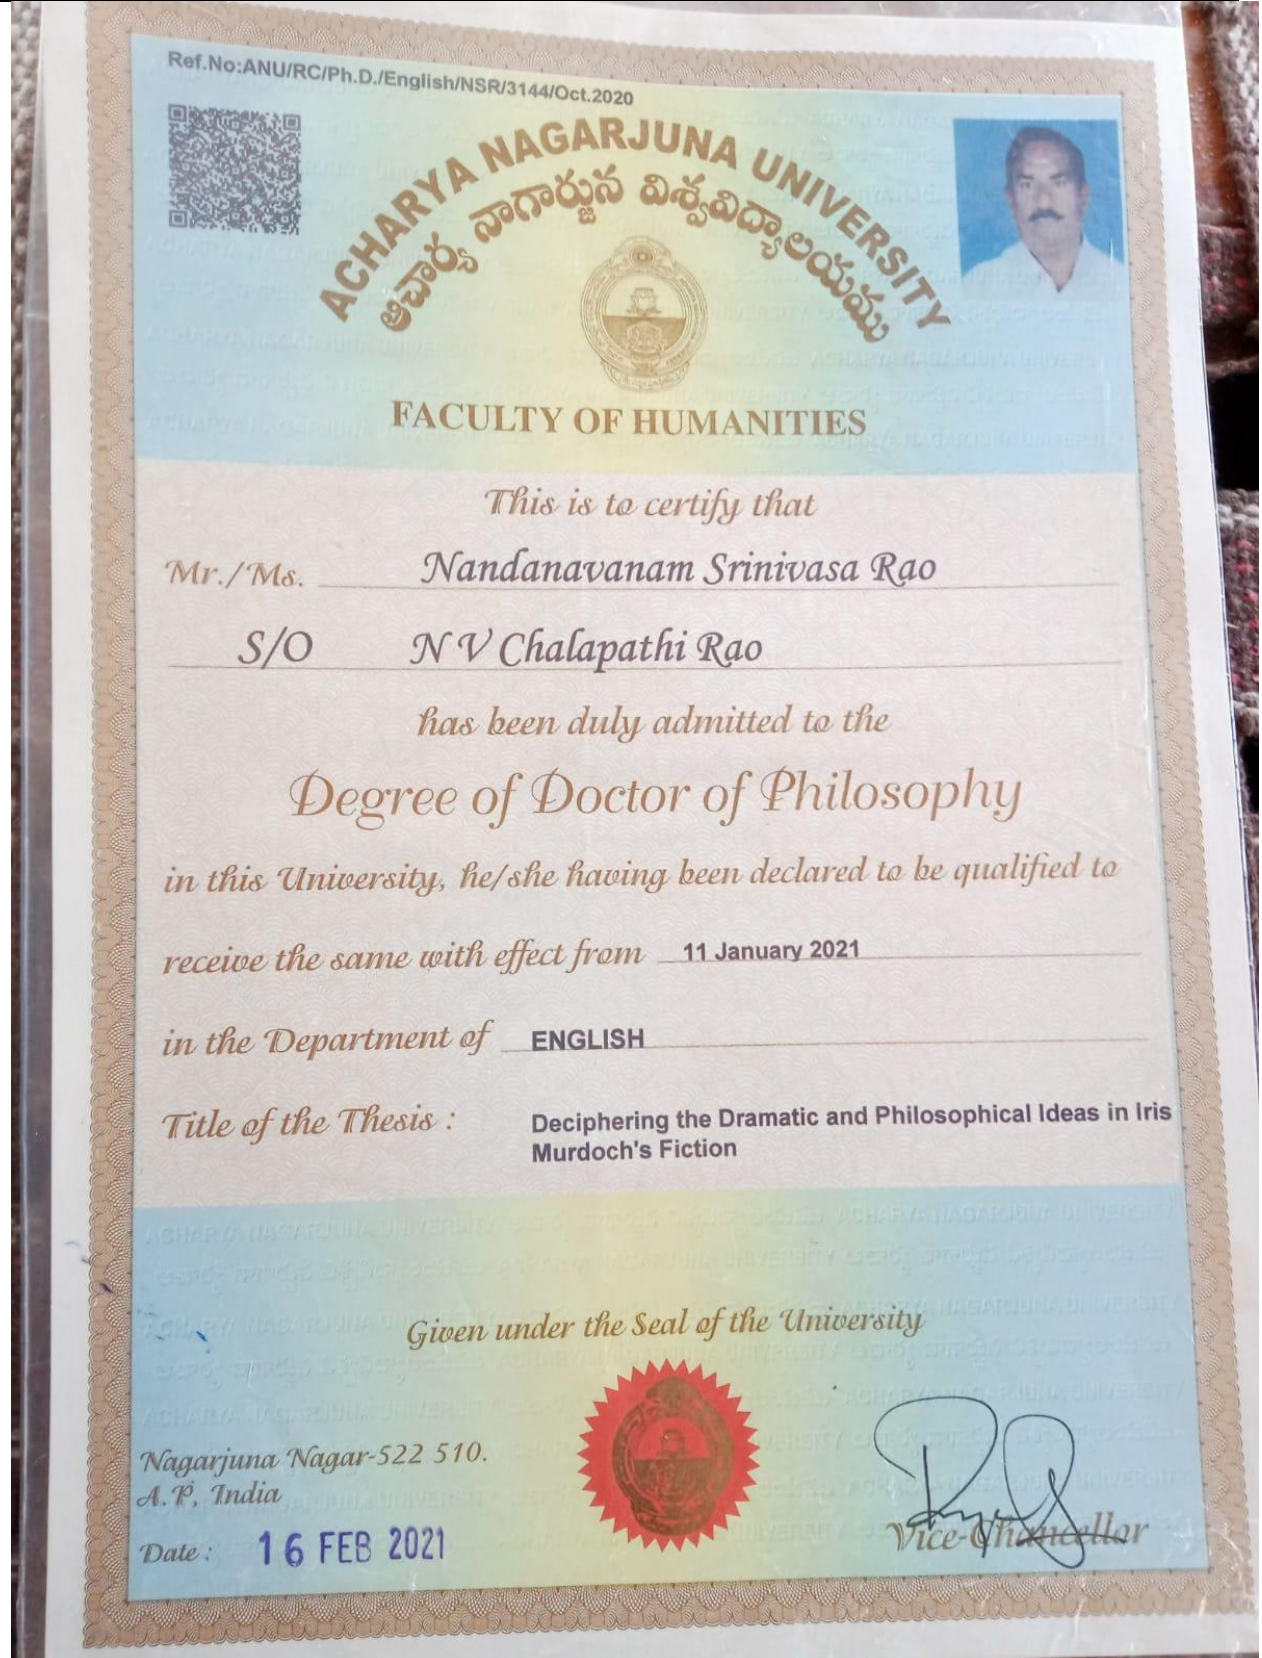 Ref.No:ANU/RC/Ph.D./English/NSR/3144/Oct.2020
ACHARYA NAGARJUNA UNIVERSITY
ఆచార్య నాగార్జున విశ్వవిద్యాలయము
FACULTY OF HUMANITIES
This is to certify that
Mr./Ms. Nandanavanam Srinivasa Rao
S/O N V Chalapathi Rao
has been duly admitted to the
Degree of Doctor of Philosophy
in this University, he/she having been declared to be qualified to
receive the same with effect from 11 January 2021
in the Department of ENGLISH
Title of the Thesis : Deciphering the Dramatic and Philosophical Ideas in Iris
Murdoch's Fiction
Given under the Seal of the University
Nagarjuna Nagar-522 510.
A.P, India
Date : 16 FEB 2021
Vice-Chancellor